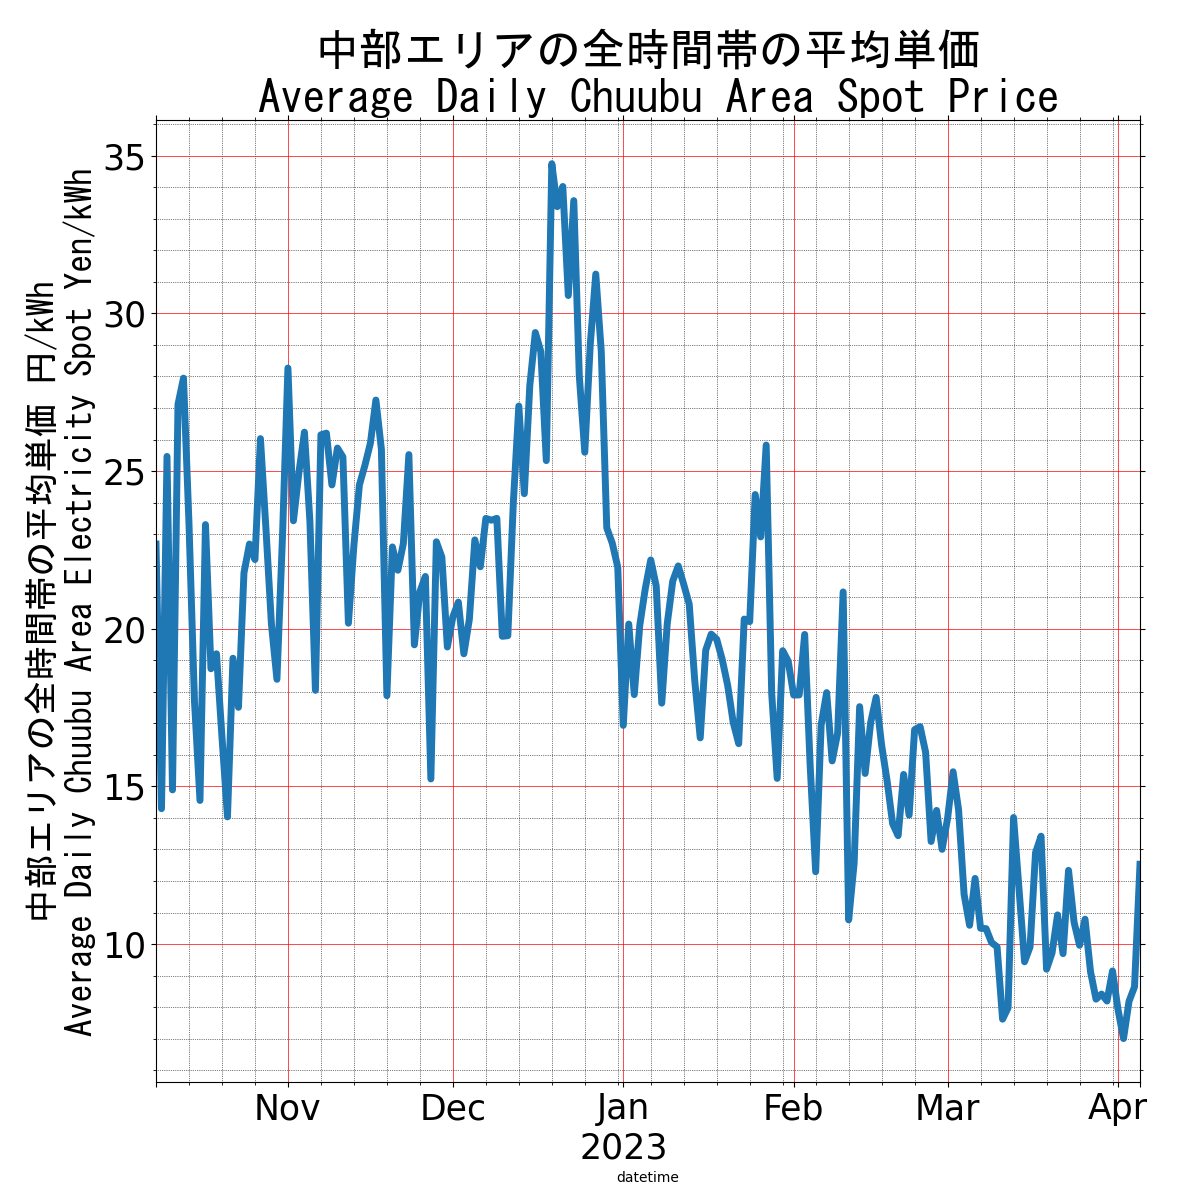 中部エリアの全時間帯の平均単価
Average Daily Chuubu Area Spot Price
中部エリアの全時間帯の平均単価 円/kWh
Average Daily Chuubu Area Electricity Spot Yen/kWh
35
30
25
20
15
10
Nov
Dec
Jan
2023
Feb
Mar
Apr
datetime